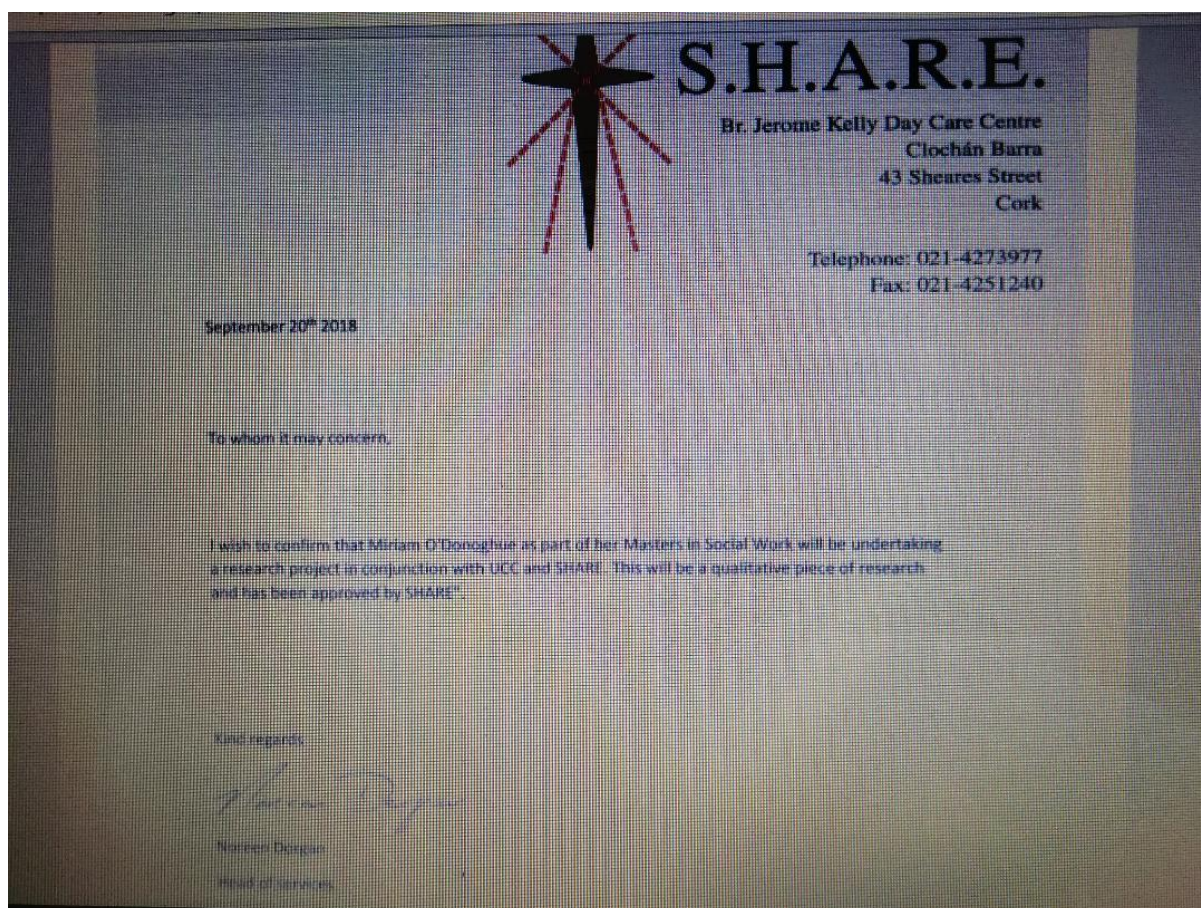 S.H.A.R.E.
Br. Jerome Kelly Day Care Centre
Clochán Barra
43 Sheares Street
Cork
Telephone: 021-4273977
Fax: 021-4251240
September 20th 2018
To whom it may concern,
I wish to confirm that Miriam O'Donoghue as part of her Masters in Social Work will be undertaking
a research project in conjunction with UCC and SHARE. This will be a qualitative piece of research
and has been approved by SHARE".
Kind regards
Noreen Dorgan
Noreen Dorgan
Head of services